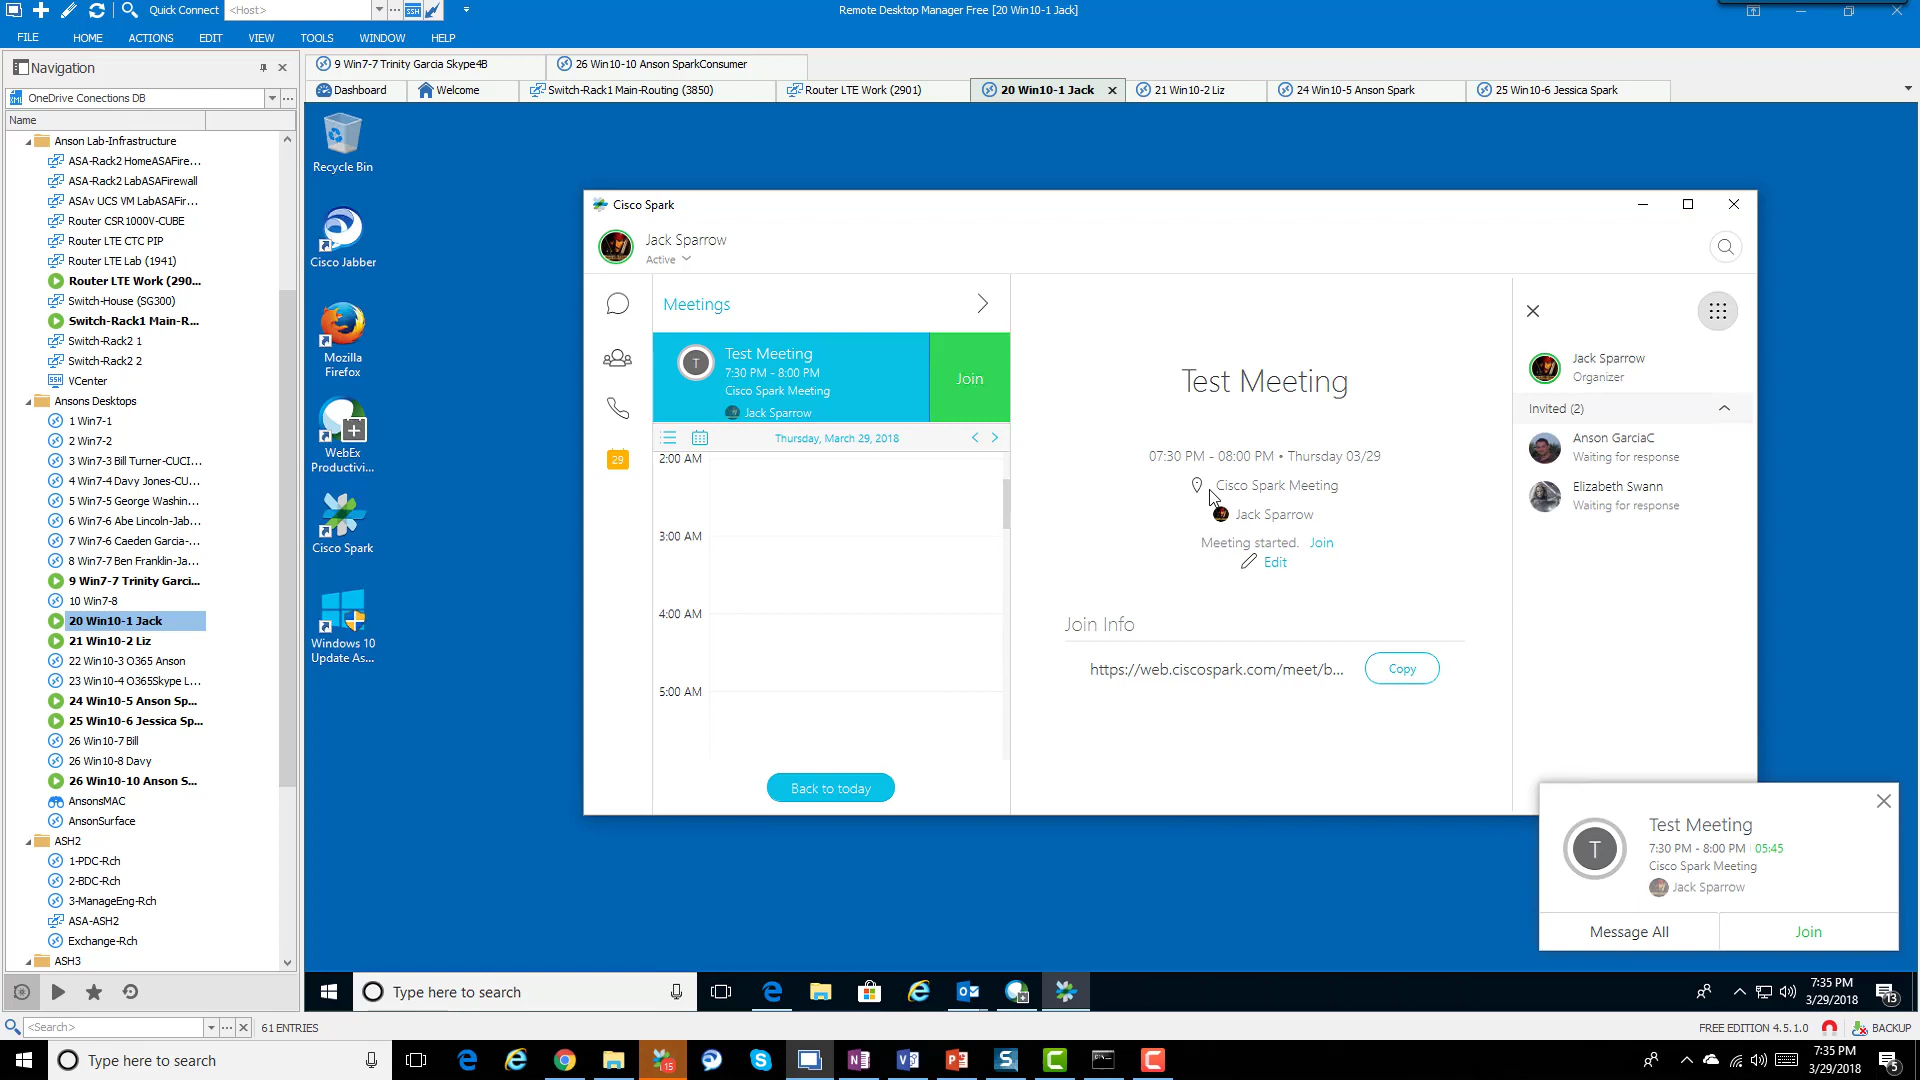 Quick Connect <Host>
Remote Desktop Manager Free [20 Win10-1 Jack]
FILE HOME ACTIONS EDIT VIEW TOOLS WINDOW HELP
Navigation
9 Win7-7 Trinity Garcia Skype4B
26 Win10-10 Anson SparkConsumer
Dashboard
Welcome
Switch-Rack1 Main-Routing (3850)
Router LTE Work (2901)
20 Win10-1 Jack
21 Win10-2 Liz
24 Win10-5 Anson Spark
25 Win10-6 Jessica Spark
OneDrive Conections DB
Name
Anson Lab-Infrastructure
ASA-Rack2 HomeASAFire...
ASA-Rack2 LabASAFirewall
ASAv UCS VM LabASAFir...
Router CSR1000V-CUBE
Router LTE CTC PIP
Router LTE Lab (1941)
Router LTE Work (290...
Switch-House (SG300)
Switch-Rack1 Main-R...
Switch-Rack2 1
Switch-Rack2 2
VCenter
Ansons Desktops
1 Win7-1
2 Win7-2
3 Win7-3 Bill Turner-CUCI...
4 Win7-4 Davy Jones-CU...
5 Win7-5 George Washin...
6 Win7-6 Abe Lincoln-Jab...
7 Win7-6 Caeden Garcia-...
8 Win7-7 Ben Franklin-Ja...
9 Win7-7 Trinity Garci...
10 Win7-8
20 Win10-1 Jack
21 Win10-2 Liz
22 Win10-3 O365 Anson
23 Win10-4 O365Skype L...
24 Win10-5 Anson Sp...
25 Win10-6 Jessica Sp...
26 Win10-7 Bill
26 Win10-8 Davy
26 Win10-10 Anson S...
AnsonsMAC
AnsonSurface
ASH2
1-PDC-Rch
2-BDC-Rch
3-ManageEng-Rch
ASA-ASH2
Exchange-Rch
ASH3
<Search>
61 ENTRIES
Recycle Bin
Cisco Jabber
Mozilla
Firefox
WebEx
Productivi...
Cisco Spark
Windows 10
Update As...
Cisco Spark
Jack Sparrow
Active
29
Meetings
T
Test Meeting
7:30 PM - 8:00 PM
Cisco Spark Meeting
Jack Sparrow
Join
Thursday, March 29, 2018
2:00 AM
3:00 AM
4:00 AM
5:00 AM
Back to today
Test Meeting
07:30 PM - 08:00 PM • Thursday 03/29
Cisco Spark Meeting
Jack Sparrow
Meeting started. Join
Edit
Join Info
https://web.ciscospark.com/meet/b...
Copy
Jack Sparrow
Organizer
Invited (2)
Anson GarciaC
Waiting for response
Elizabeth Swann
Waiting for response
T
Test Meeting
7:30 PM - 8:00 PM | 05:45
Cisco Spark Meeting
Jack Sparrow
Message All
Join
Type here to search
7:35 PM
3/29/2018
13
FREE EDITION 4.5.1.0
BACKUP
Type here to search
15
7:35 PM
3/29/2018
5